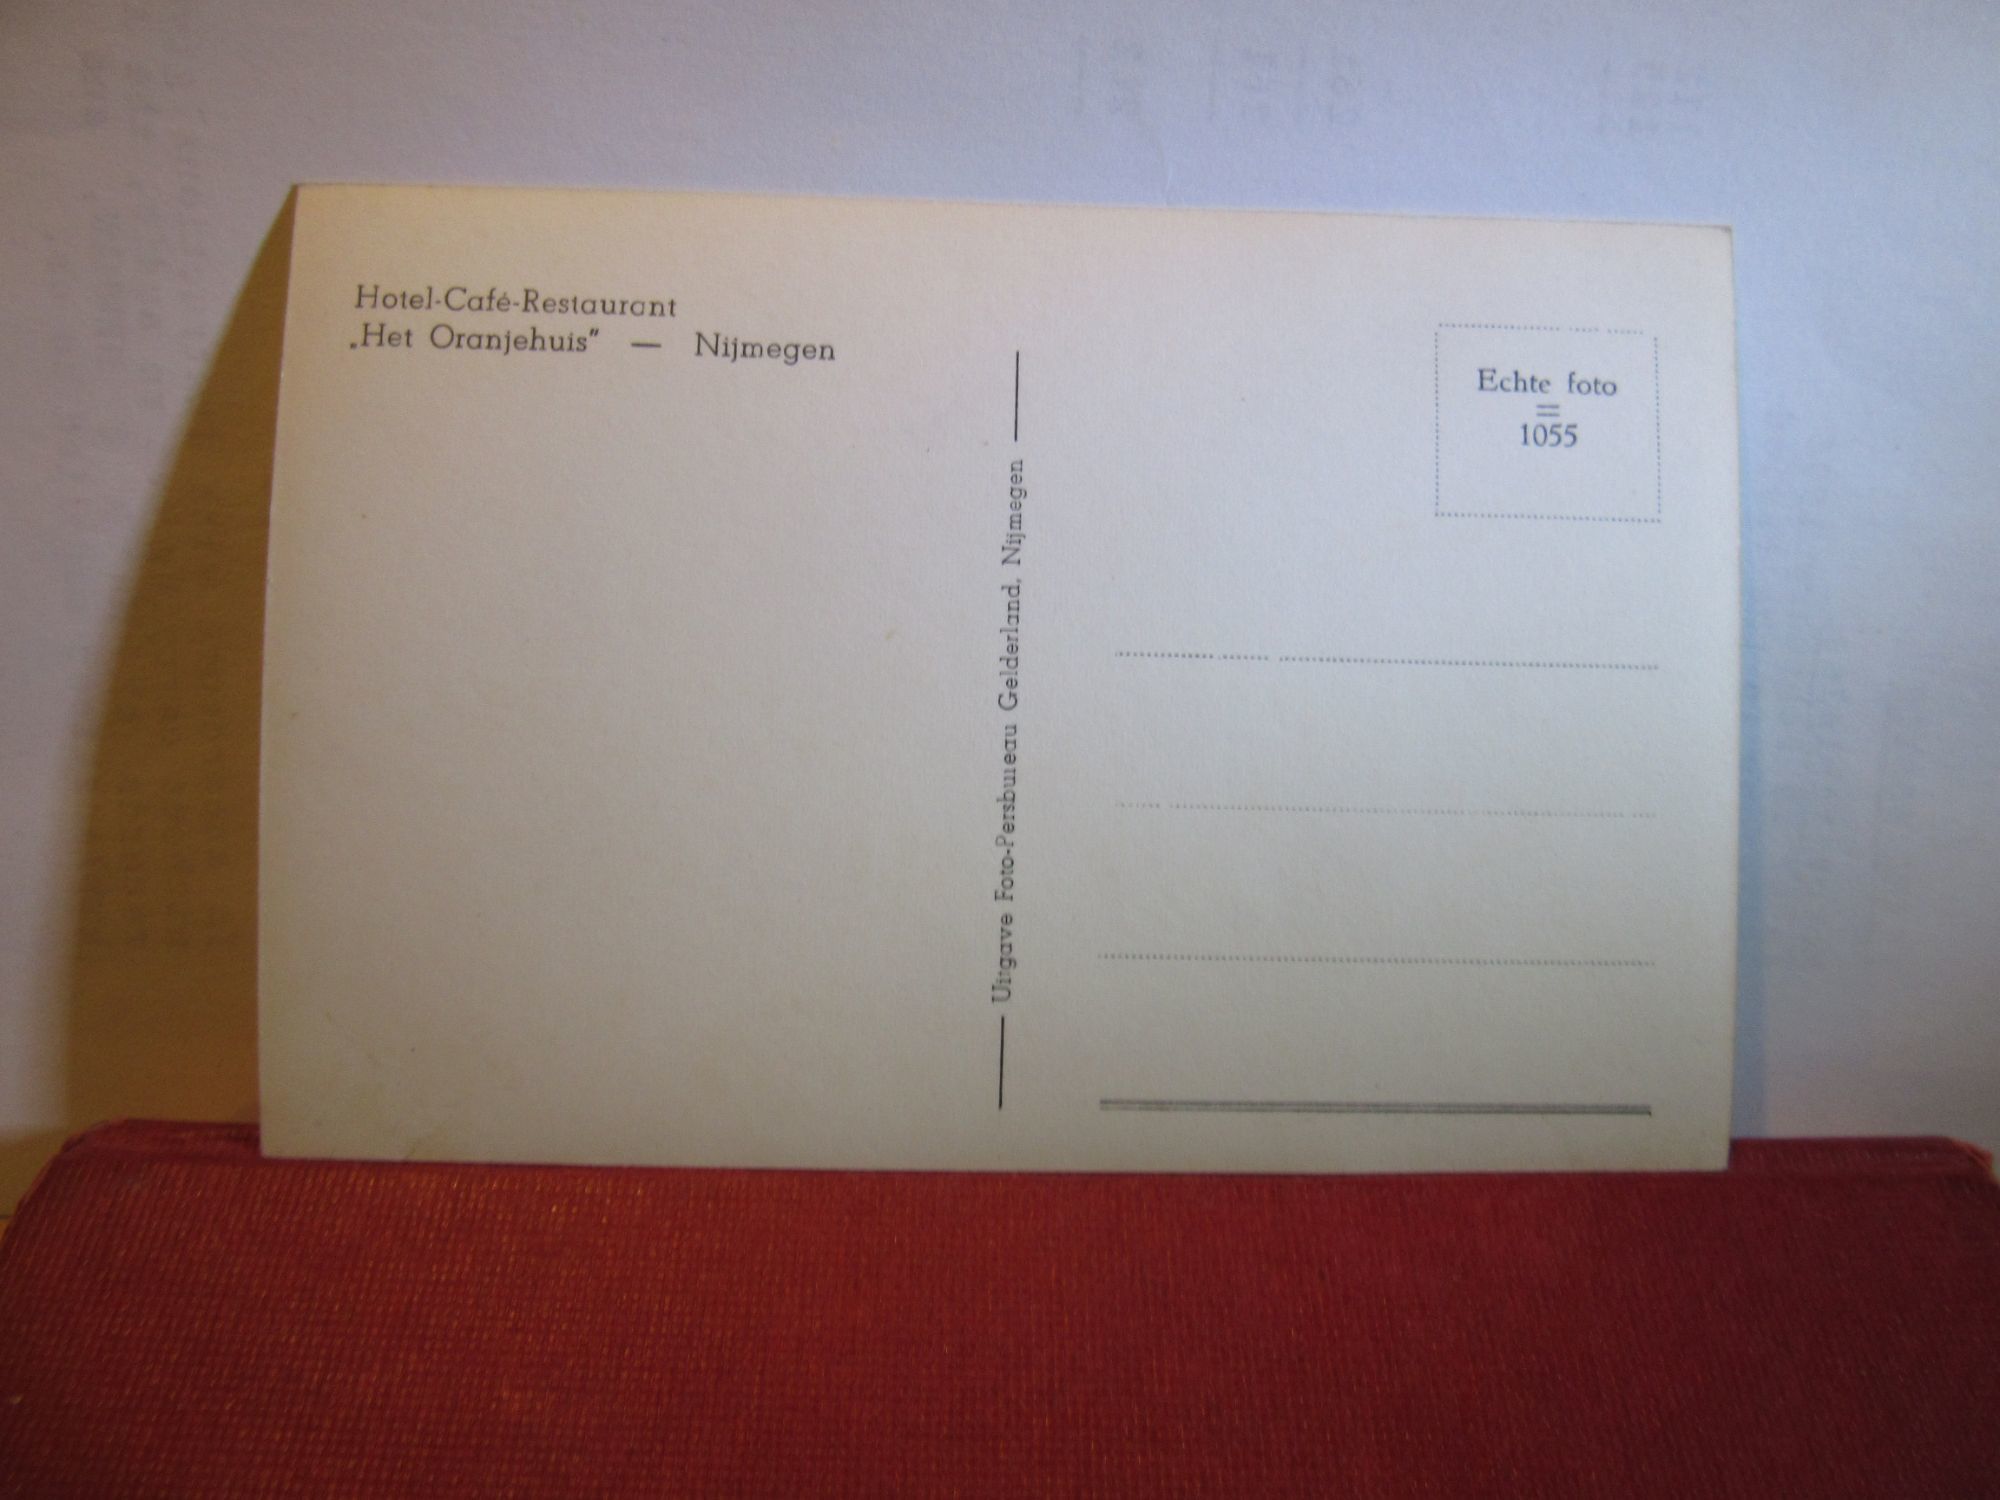 Hotel-Café-Restaurant
„Het Oranjehuis” — Nijmegen
Uitgave Foto-Persbureau Gelderland, Nijmegen
Echte foto
=
1055